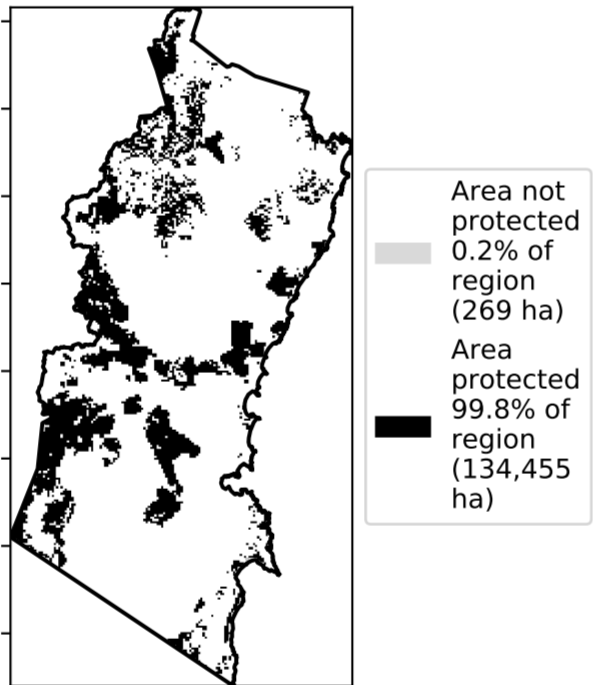 Area not
protected
0.2% of
region
(269 ha)
Area
protected
99.8% of
region
(134,455
ha)